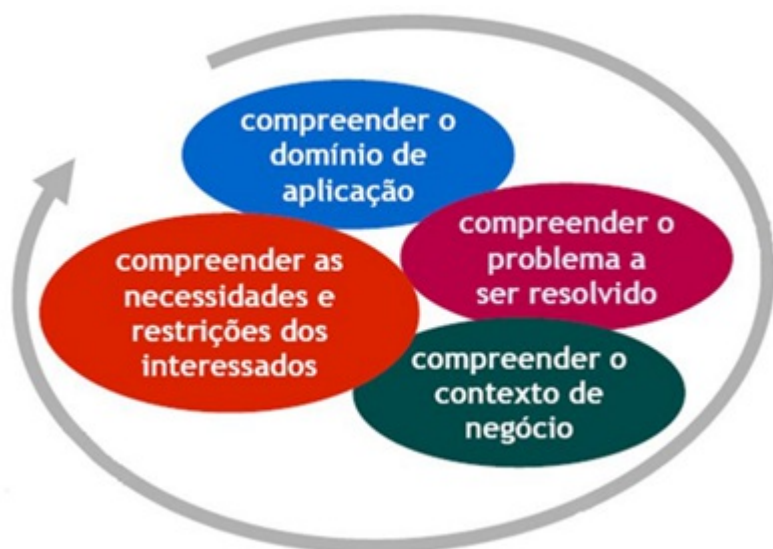 compreender o
domínio de
aplicação
compreender o
problema a
ser resolvido
compreender o
contexto de
negócio
compreender as
necessidades e
restrições dos
interessados